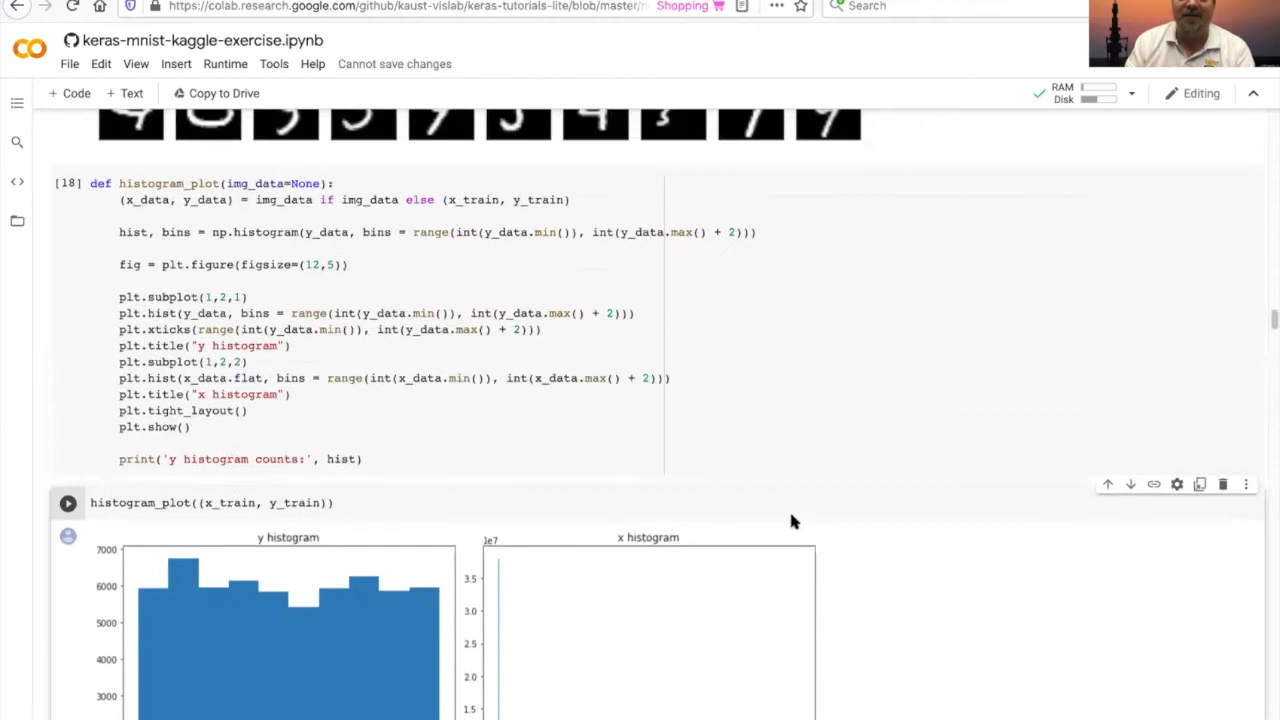 https://colab.research.google.com/github/kaust-vislab/keras-tutorials-lite/blob/master/
Shopping
Search
keras-mnist-kaggle-exercise.ipynb
File Edit View Insert Runtime Tools Help Cannot save changes
+ Code + Text Copy to Drive
RAM
Disk
Editing
[18] def histogram_plot(img_data=None):
(x_data, y_data) = img_data if img_data else (x_train, y_train)
hist, bins = np.histogram(y_data, bins = range(int(y_data.min()), int(y_data.max() + 2)))
fig = plt.figure(figsize=(12,5))
plt.subplot(1,2,1)
plt.hist(y_data, bins = range(int(y_data.min()), int(y_data.max() + 2)))
plt.xticks(range(int(y_data.min()), int(y_data.max() + 2)))
plt.title("y histogram")
plt.subplot(1,2,2)
plt.hist(x_data.flat, bins = range(int(x_data.min()), int(x_data.max() + 2)))
plt.title("x histogram")
plt.tight_layout()
plt.show()
print('y histogram counts:', hist)
histogram_plot((x_train, y_train))
y histogram
7000
6000
5000
4000
3000
x histogram
1e7
3.5
3.0
2.5
2.0
1.5